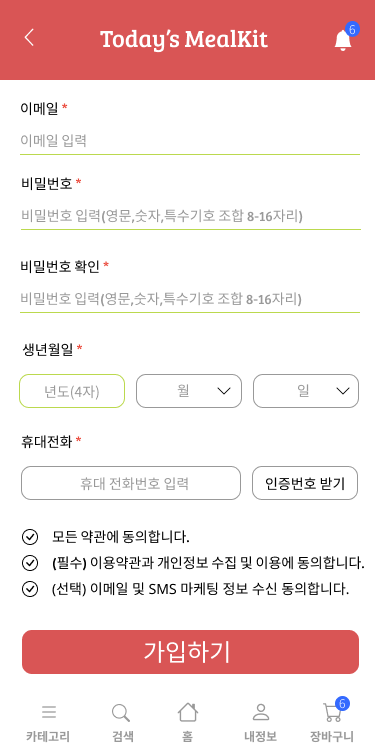 Today's MealKit
6
이메일 *
이메일 입력
비밀번호 *
비밀번호 입력(영문,숫자,특수기호 조합 8-16자리)
비밀번호 확인 *
비밀번호 입력(영문,숫자,특수기호 조합 8-16자리)
생년월일 *
년도(4자) 월 일
휴대전화 *
휴대 전화번호 입력 인증번호 받기
모든 약관에 동의합니다.
(필수) 이용약관과 개인정보 수집 및 이용에 동의합니다.
(선택) 이메일 및 SMS 마케팅 정보 수신 동의합니다.
가입하기
6
카테고리 검색 홈 내정보 장바구니